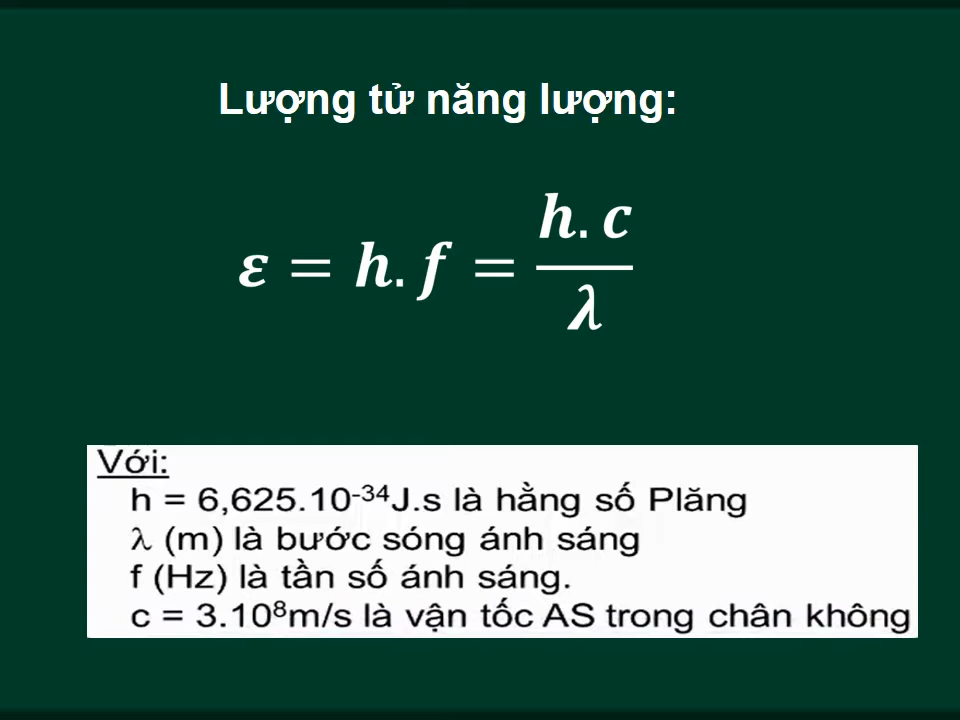 Lượng tử năng lượng:
ε = h.f = h.c / λ
Với:
h = 6,625.10⁻³⁴J.s là hằng số Plăng
λ (m) là bước sóng ánh sáng
f (Hz) là tần số ánh sáng.
c = 3.10⁸m/s là vận tốc AS trong chân không